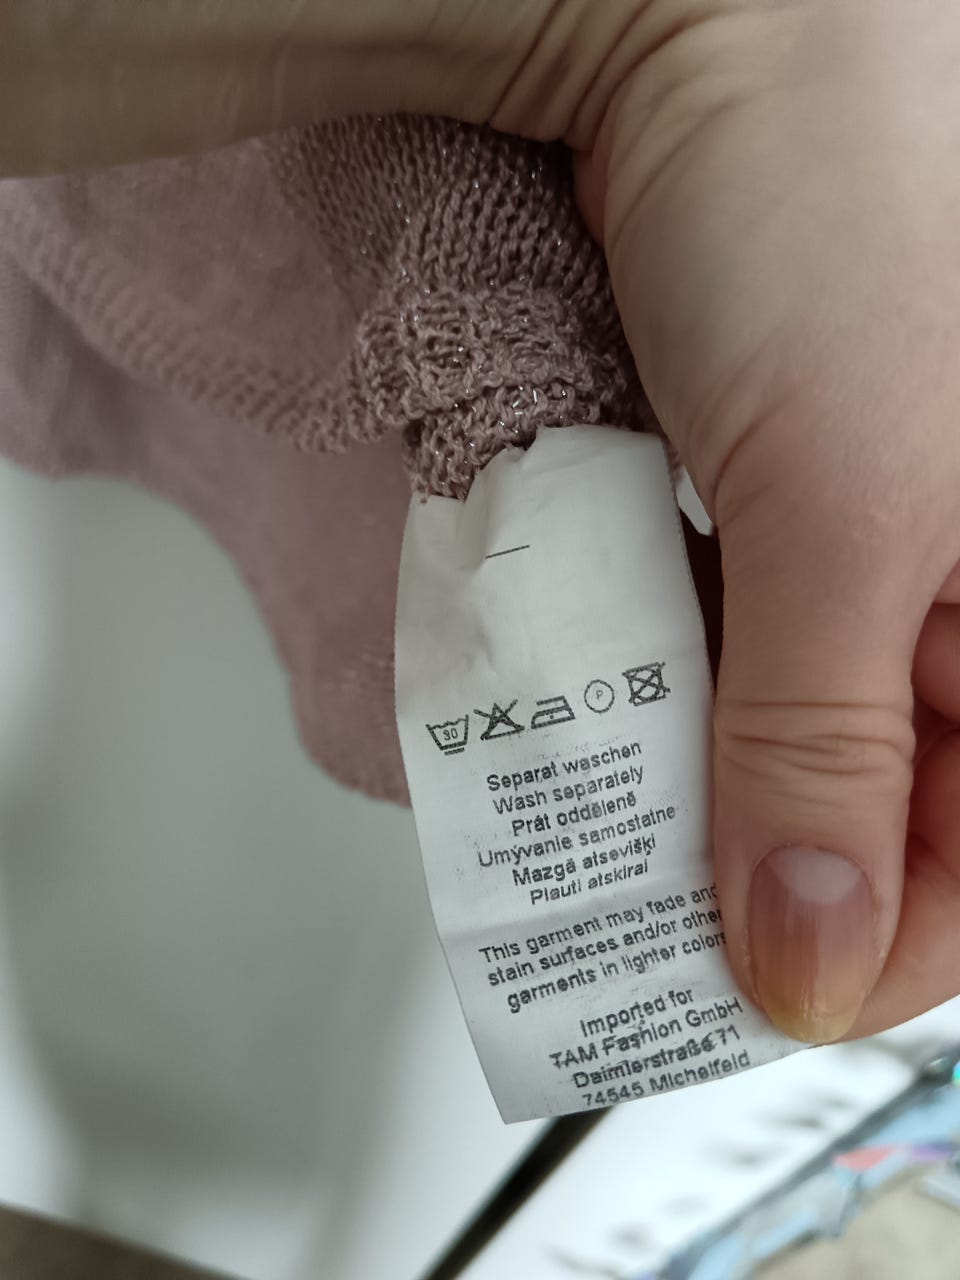 30
P
Separat waschen
Wash separately
Prát odděleně
Umývanie samostatne
Mazgā atsevišķi
Plauti atskirai
This garment may fade and
stain surfaces and/or other
garments in lighter colors
Imported for
TAM Fashion GmbH
Daimlerstraße 71
74545 Michelfeld